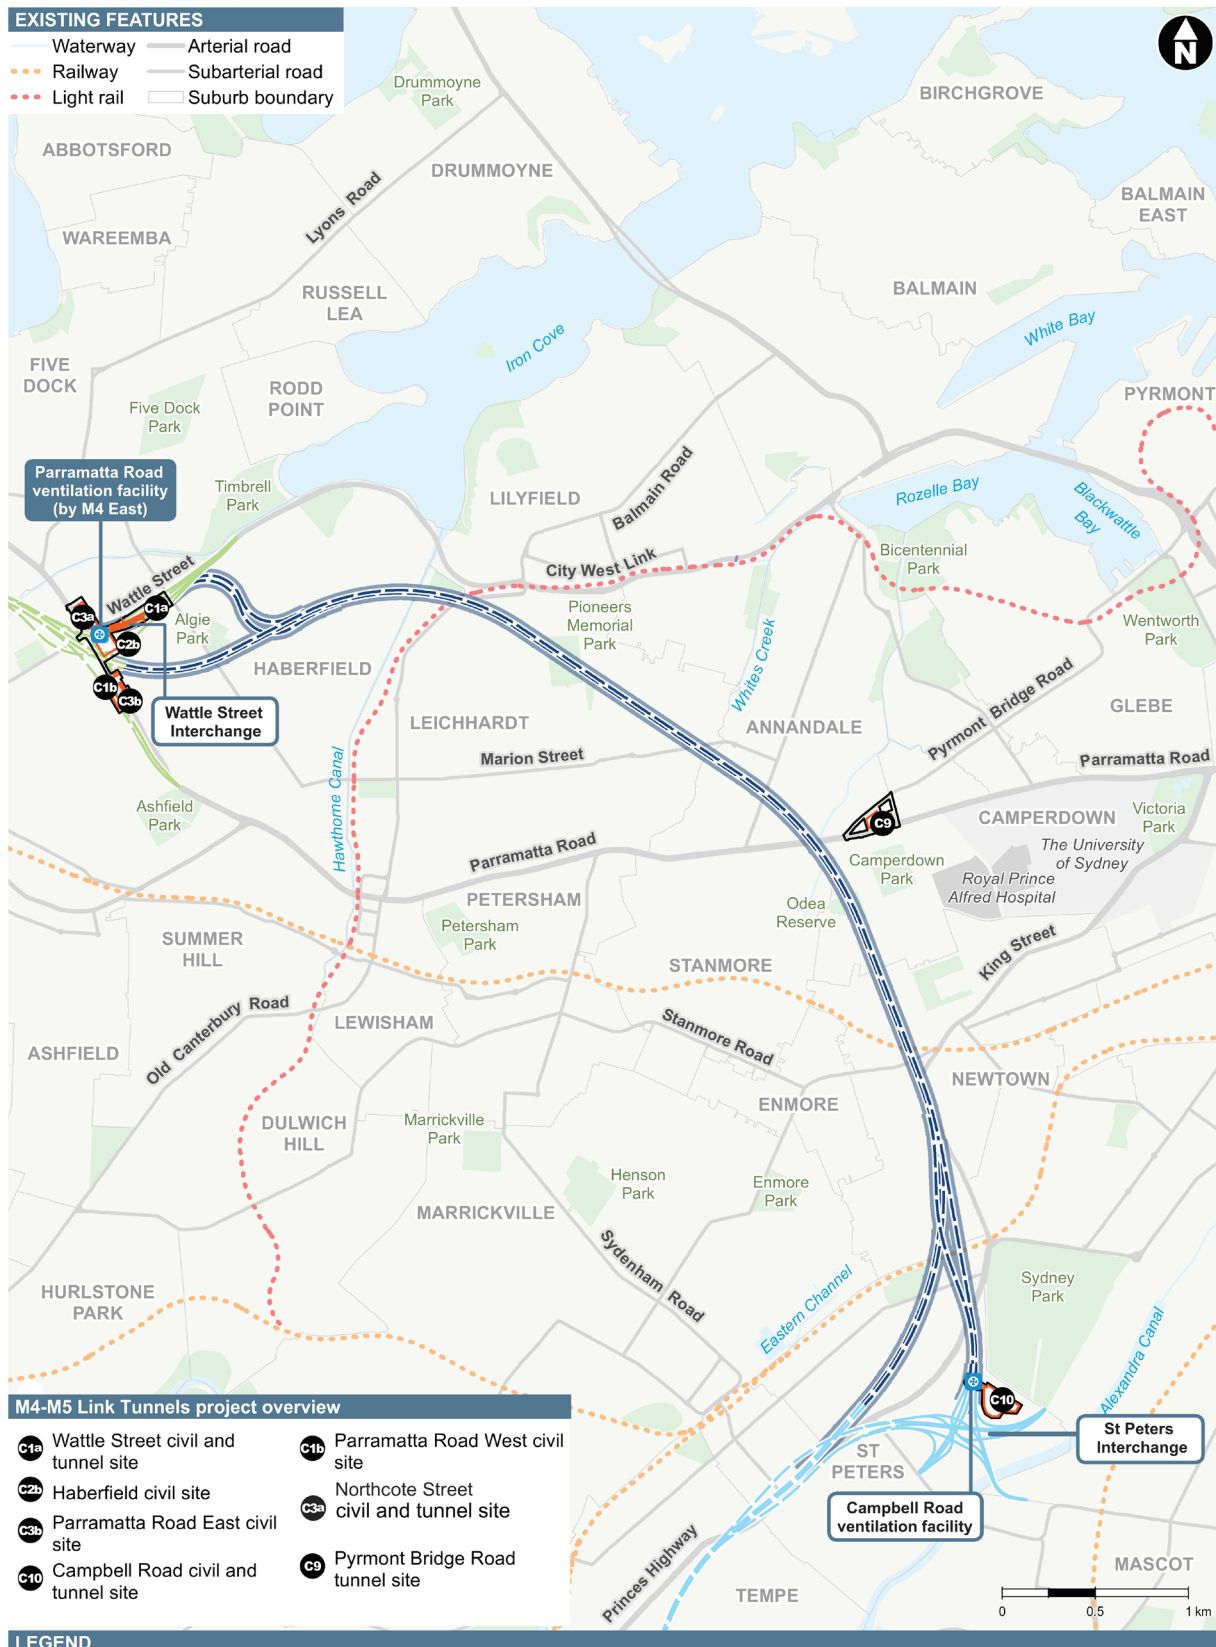 EXISTING FEATURES
Waterway
Arterial road
Railway
Subarterial road
Light rail
Suburb boundary
N
Drummoyne
Park
BIRCHGROVE
ABBOTSFORD
DRUMMOYNE
Lyons Road
BALMAIN
EAST
WAREEMBA
RUSSELL
LEA
BALMAIN
White Bay
Iron Cove
FIVE
DOCK
RODD
POINT
PYRMONT
Five Dock
Park
Parramatta Road
ventilation facility
(by M4 East)
Timbrell
Park
LILYFIELD
Balmain Road
Rozelle Bay
Blackwattle
Bay
City West Link
Bicentennial
Park
Wattle Street
C3a
C1a
Algie
Park
C2b
Pioneers
Memorial
Park
Wentworth
Park
Whites Creek
HABERFIELD
C1b
C3b
Wattle Street
Interchange
LEICHHARDT
ANNANDALE
Pyrmont Bridge Road
GLEBE
Marion Street
Parramatta Road
Hawthorne Canal
Ashfield
Park
C9
CAMPERDOWN
Victoria
Park
The University
of Sydney
Parramatta Road
Camperdown
Park
Royal Prince
Alfred Hospital
PETERSHAM
Odea
Reserve
Petersham
Park
SUMMER
HILL
King Street
STANMORE
Old Canterbury Road
LEWISHAM
Stanmore Road
ASHFIELD
NEWTOWN
ENMORE
DULWICH
HILL
Marrickville
Park
Henson
Park
Enmore
Park
MARRICKVILLE
Sydenham Road
Sydney
Park
HURLSTONE
PARK
Eastern Channel
Alexandra Canal
C10
St Peters
Interchange
ST
PETERS
Campbell Road
ventilation facility
Princes Highway
TEMPE
MASCOT
0 0.5 1 km
M4-M5 Link Tunnels project overview
C1a Wattle Street civil and
tunnel site
C2b Haberfield civil site
C3b Parramatta Road East civil
site
C10 Campbell Road civil and
tunnel site
C1b Parramatta Road West civil
site
C3a Northcote Street
civil and tunnel site
C9 Pyrmont Bridge Road
tunnel site
LEGEND